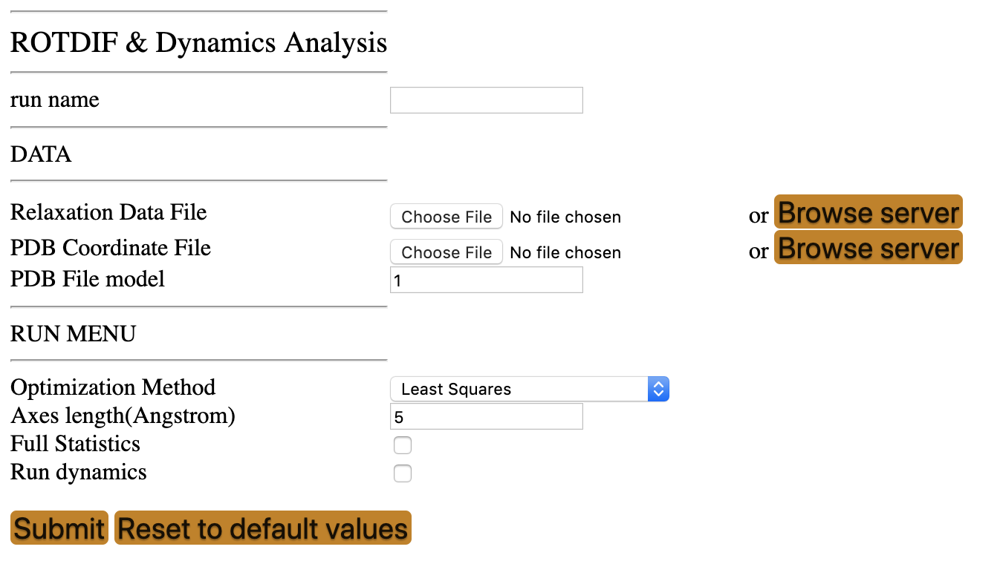 ROTDIF & Dynamics Analysis
run name
DATA
Relaxation Data File Choose File No file chosen or Browse server
PDB Coordinate File Choose File No file chosen or Browse server
PDB File model 1
RUN MENU
Optimization Method Least Squares
Axes length(Angstrom) 5
Full Statistics
Run dynamics
Submit Reset to default values